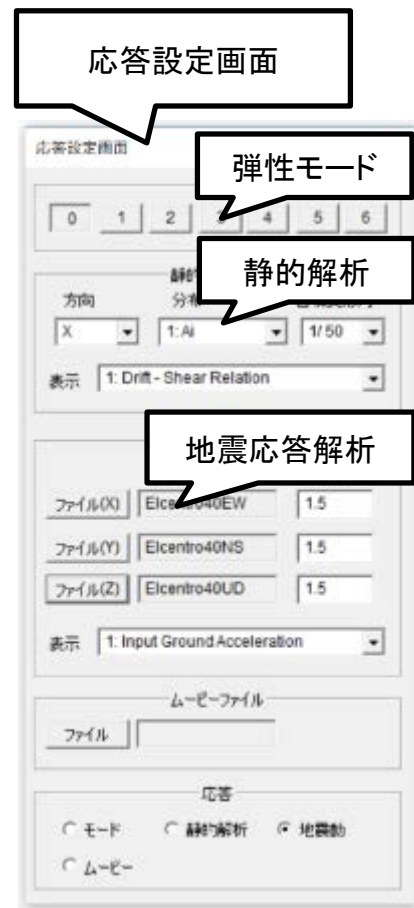 応答設定画面
応答設定画面
弾性モード
0 1 2 3 4 5 6
静的解析
方向 分布
X 1: Ai 1/ 50
表示 1: Drift - Shear Relation
地震応答解析
ファイル(X) Elcentro40EW 1.5
ファイル(Y) Elcentro40NS 1.5
ファイル(Z) Elcentro40UD 1.5
表示 1: Input Ground Acceleration
ムービーファイル
ファイル
応答
モード 静的解析 地震動
ムービー